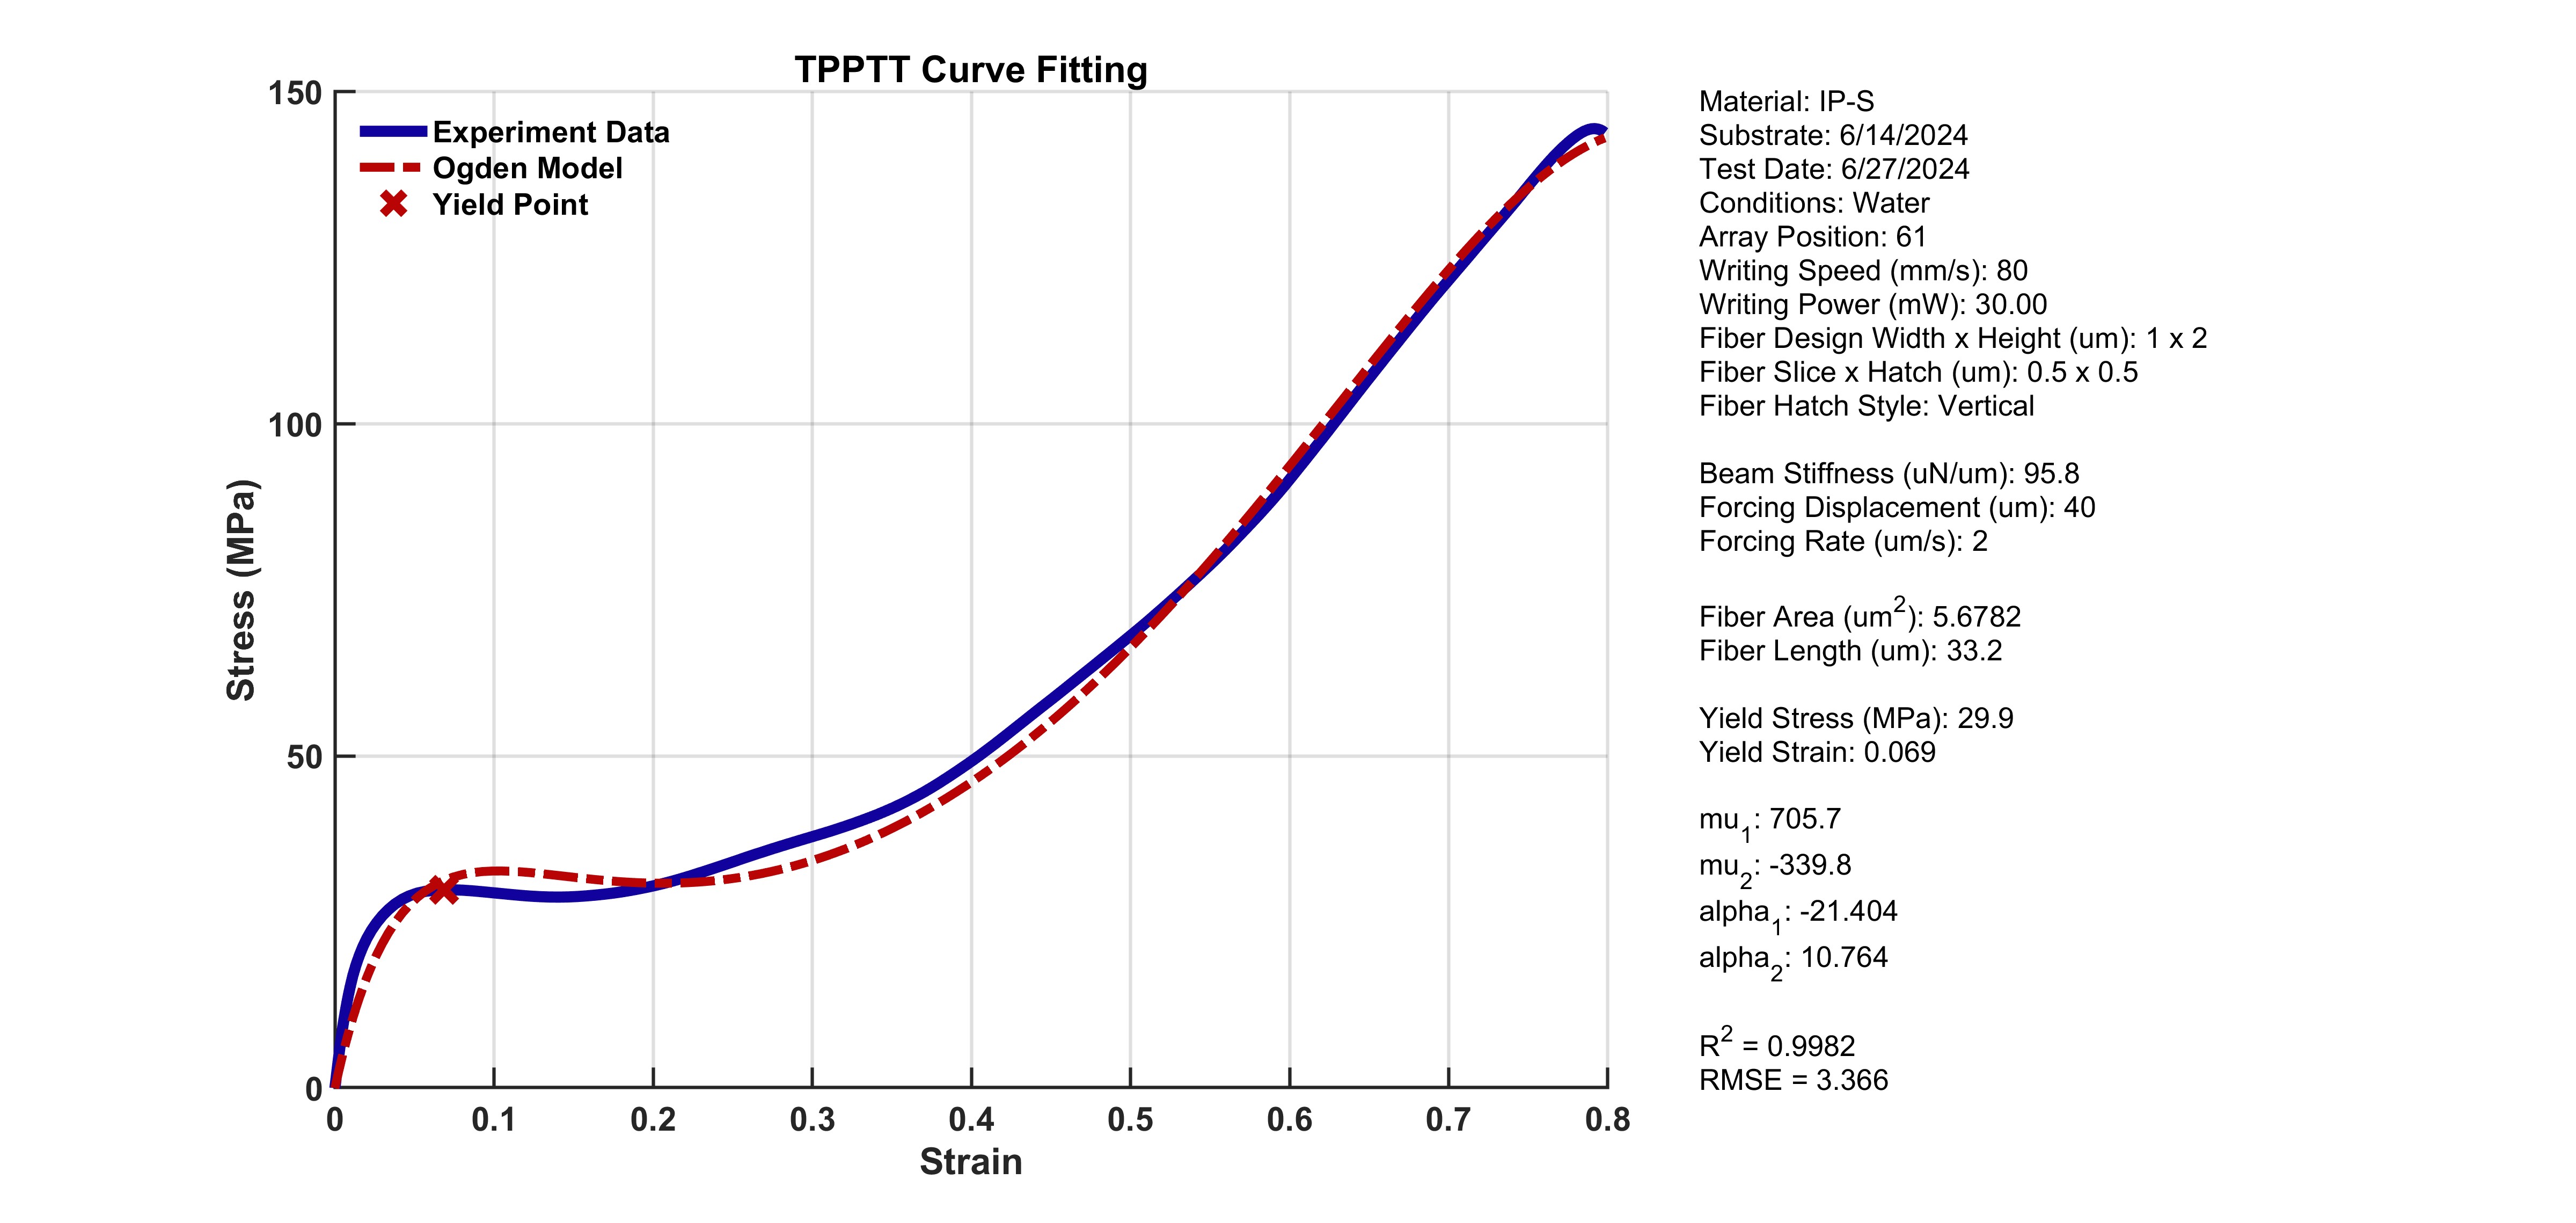 TPPTT Curve Fitting
150
100
50
0
Stress (MPa)
Experiment Data
Ogden Model
Yield Point
0 0.1 0.2 0.3 0.4 0.5 0.6 0.7 0.8
Strain
Material: IP-S
Substrate: 6/14/2024
Test Date: 6/27/2024
Conditions: Water
Array Position: 61
Writing Speed (mm/s): 80
Writing Power (mW): 30.00
Fiber Design Width x Height (um): 1 x 2
Fiber Slice x Hatch (um): 0.5 x 0.5
Fiber Hatch Style: Vertical
Beam Stiffness (uN/um): 95.8
Forcing Displacement (um): 40
Forcing Rate (um/s): 2
Fiber Area (um²): 5.6782
Fiber Length (um): 33.2
Yield Stress (MPa): 29.9
Yield Strain: 0.069
mu₁: 705.7
mu₂: -339.8
alpha₁: -21.404
alpha₂: 10.764
R² = 0.9982
RMSE = 3.366